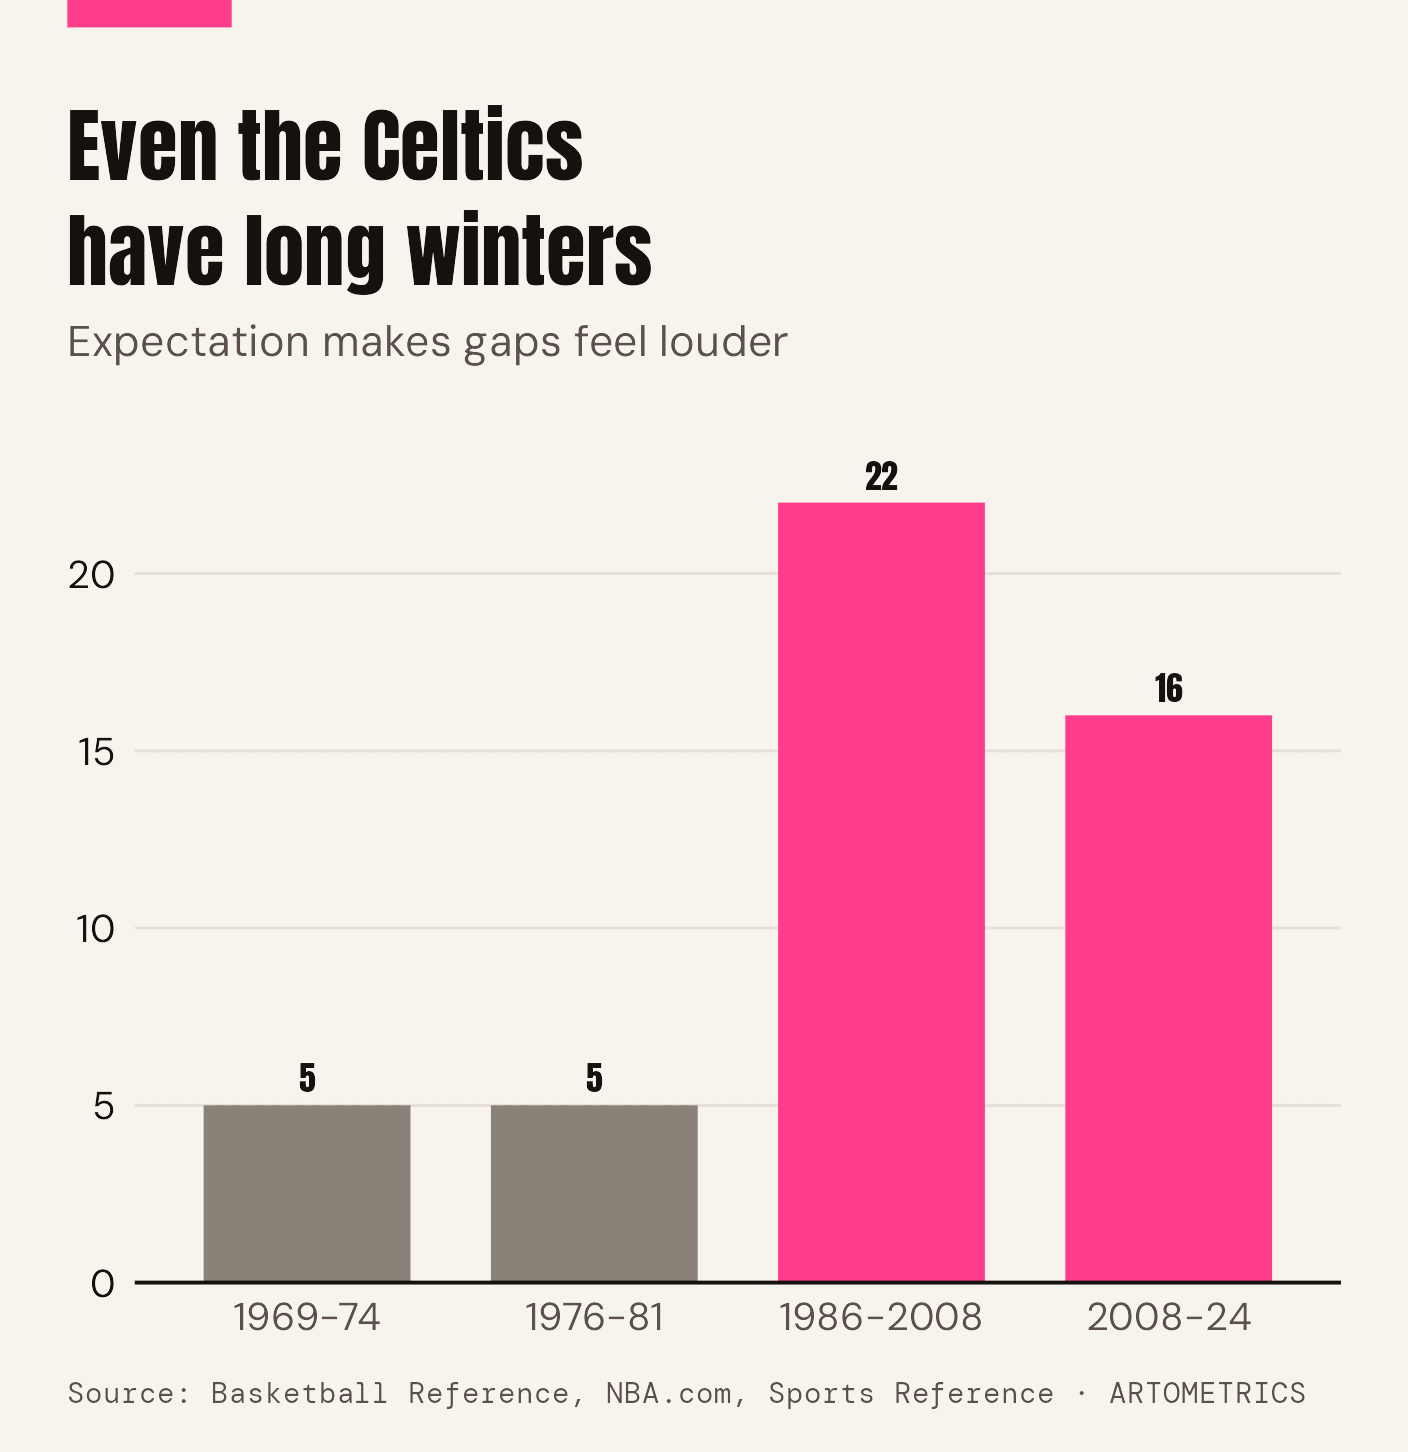 Even the Celtics
have long winters
Expectation makes gaps feel louder
22
20
16
15
10
5 5
5
0
1969–74 1976–81 1986–2008 2008–24
Source: Basketball Reference, NBA.com, Sports Reference · ARTOMETRICS